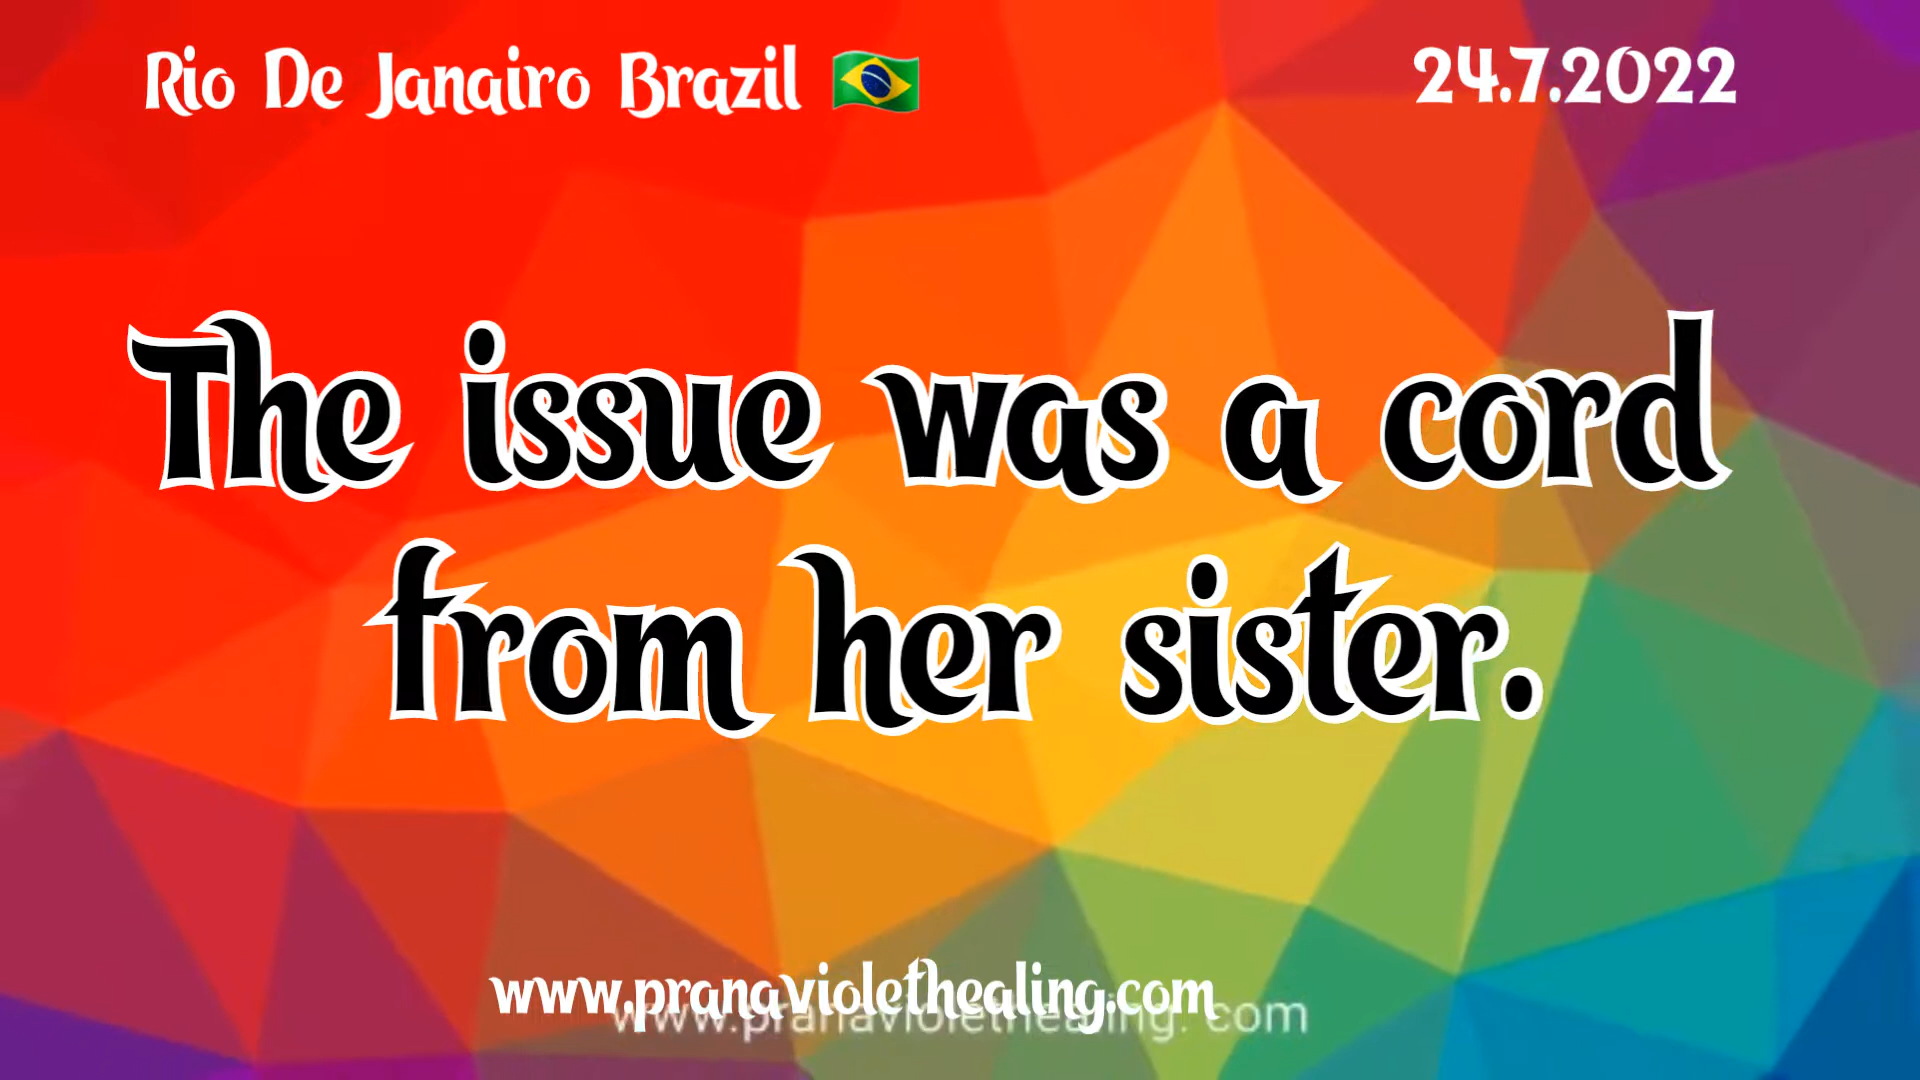 Rio De Janairo Brazil 🇧🇷
24.7.2022
The issue was a cord
from her sister.
www.pranaviolethealing.com
www.pranaviolethealing. com